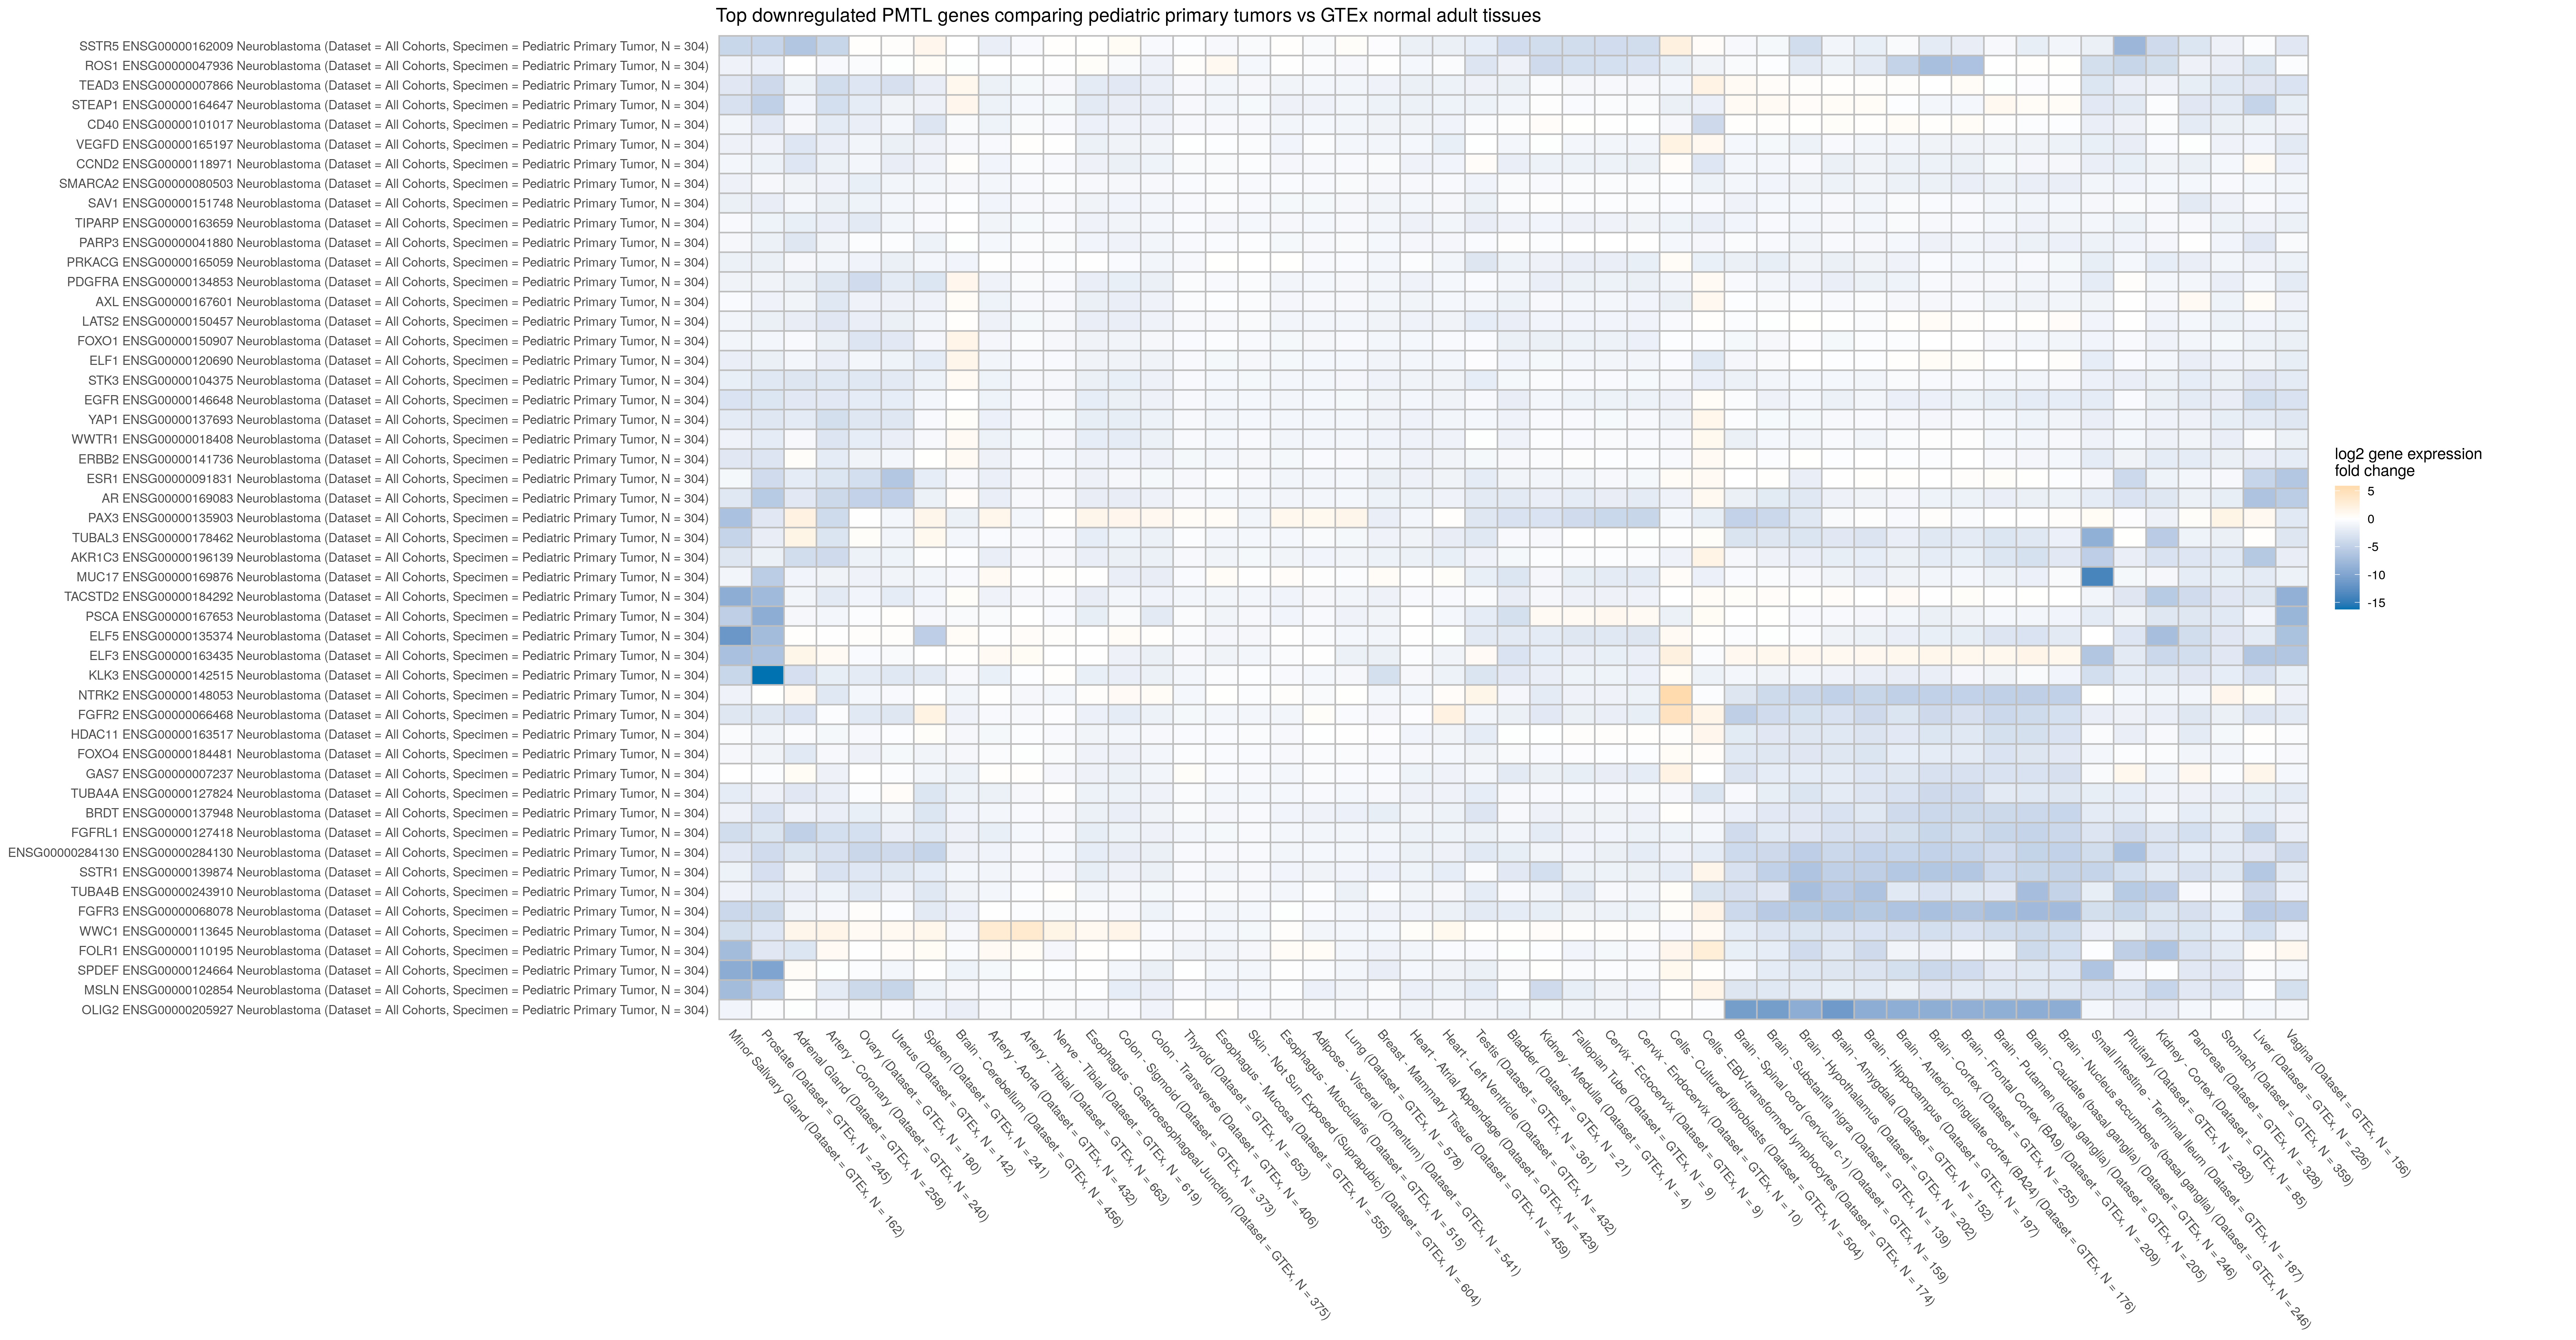 Top downregulated PMTL genes comparing pediatric primary tumors vs GTEx normal adult tissues
SSTR5 ENSG00000162009 Neuroblastoma (Dataset = All Cohorts, Specimen = Pediatric Primary Tumor, N = 304)
ROS1 ENSG00000047936 Neuroblastoma (Dataset = All Cohorts, Specimen = Pediatric Primary Tumor, N = 304)
TEAD3 ENSG00000007866 Neuroblastoma (Dataset = All Cohorts, Specimen = Pediatric Primary Tumor, N = 304)
STEAP1 ENSG00000164647 Neuroblastoma (Dataset = All Cohorts, Specimen = Pediatric Primary Tumor, N = 304)
CD40 ENSG00000101017 Neuroblastoma (Dataset = All Cohorts, Specimen = Pediatric Primary Tumor, N = 304)
VEGFD ENSG00000165197 Neuroblastoma (Dataset = All Cohorts, Specimen = Pediatric Primary Tumor, N = 304)
CCND2 ENSG00000118971 Neuroblastoma (Dataset = All Cohorts, Specimen = Pediatric Primary Tumor, N = 304)
SMARCA2 ENSG00000080503 Neuroblastoma (Dataset = All Cohorts, Specimen = Pediatric Primary Tumor, N = 304)
SAV1 ENSG00000151748 Neuroblastoma (Dataset = All Cohorts, Specimen = Pediatric Primary Tumor, N = 304)
TIPARP ENSG00000163659 Neuroblastoma (Dataset = All Cohorts, Specimen = Pediatric Primary Tumor, N = 304)
PARP3 ENSG00000041880 Neuroblastoma (Dataset = All Cohorts, Specimen = Pediatric Primary Tumor, N = 304)
PRKACG ENSG00000165059 Neuroblastoma (Dataset = All Cohorts, Specimen = Pediatric Primary Tumor, N = 304)
PDGFRA ENSG00000134853 Neuroblastoma (Dataset = All Cohorts, Specimen = Pediatric Primary Tumor, N = 304)
AXL ENSG00000167601 Neuroblastoma (Dataset = All Cohorts, Specimen = Pediatric Primary Tumor, N = 304)
LATS2 ENSG00000150457 Neuroblastoma (Dataset = All Cohorts, Specimen = Pediatric Primary Tumor, N = 304)
FOXO1 ENSG00000150907 Neuroblastoma (Dataset = All Cohorts, Specimen = Pediatric Primary Tumor, N = 304)
ELF1 ENSG00000120690 Neuroblastoma (Dataset = All Cohorts, Specimen = Pediatric Primary Tumor, N = 304)
STK3 ENSG00000104375 Neuroblastoma (Dataset = All Cohorts, Specimen = Pediatric Primary Tumor, N = 304)
EGFR ENSG00000146648 Neuroblastoma (Dataset = All Cohorts, Specimen = Pediatric Primary Tumor, N = 304)
YAP1 ENSG00000137693 Neuroblastoma (Dataset = All Cohorts, Specimen = Pediatric Primary Tumor, N = 304)
WWTR1 ENSG00000018408 Neuroblastoma (Dataset = All Cohorts, Specimen = Pediatric Primary Tumor, N = 304)
ERBB2 ENSG00000141736 Neuroblastoma (Dataset = All Cohorts, Specimen = Pediatric Primary Tumor, N = 304)
ESR1 ENSG00000091831 Neuroblastoma (Dataset = All Cohorts, Specimen = Pediatric Primary Tumor, N = 304)
AR ENSG00000169083 Neuroblastoma (Dataset = All Cohorts, Specimen = Pediatric Primary Tumor, N = 304)
PAX3 ENSG00000135903 Neuroblastoma (Dataset = All Cohorts, Specimen = Pediatric Primary Tumor, N = 304)
TUBAL3 ENSG00000178462 Neuroblastoma (Dataset = All Cohorts, Specimen = Pediatric Primary Tumor, N = 304)
AKR1C3 ENSG00000196139 Neuroblastoma (Dataset = All Cohorts, Specimen = Pediatric Primary Tumor, N = 304)
MUC17 ENSG00000169876 Neuroblastoma (Dataset = All Cohorts, Specimen = Pediatric Primary Tumor, N = 304)
TACSTD2 ENSG00000184292 Neuroblastoma (Dataset = All Cohorts, Specimen = Pediatric Primary Tumor, N = 304)
PSCA ENSG00000167653 Neuroblastoma (Dataset = All Cohorts, Specimen = Pediatric Primary Tumor, N = 304)
ELF5 ENSG00000135374 Neuroblastoma (Dataset = All Cohorts, Specimen = Pediatric Primary Tumor, N = 304)
ELF3 ENSG00000163435 Neuroblastoma (Dataset = All Cohorts, Specimen = Pediatric Primary Tumor, N = 304)
KLK3 ENSG00000142515 Neuroblastoma (Dataset = All Cohorts, Specimen = Pediatric Primary Tumor, N = 304)
NTRK2 ENSG00000148053 Neuroblastoma (Dataset = All Cohorts, Specimen = Pediatric Primary Tumor, N = 304)
FGFR2 ENSG00000066468 Neuroblastoma (Dataset = All Cohorts, Specimen = Pediatric Primary Tumor, N = 304)
HDAC11 ENSG00000163517 Neuroblastoma (Dataset = All Cohorts, Specimen = Pediatric Primary Tumor, N = 304)
FOXO4 ENSG00000184481 Neuroblastoma (Dataset = All Cohorts, Specimen = Pediatric Primary Tumor, N = 304)
GAS7 ENSG00000007237 Neuroblastoma (Dataset = All Cohorts, Specimen = Pediatric Primary Tumor, N = 304)
TUBA4A ENSG00000127824 Neuroblastoma (Dataset = All Cohorts, Specimen = Pediatric Primary Tumor, N = 304)
BRDT ENSG00000137948 Neuroblastoma (Dataset = All Cohorts, Specimen = Pediatric Primary Tumor, N = 304)
FGFRL1 ENSG00000127418 Neuroblastoma (Dataset = All Cohorts, Specimen = Pediatric Primary Tumor, N = 304)
ENSG00000284130 ENSG00000284130 Neuroblastoma (Dataset = All Cohorts, Specimen = Pediatric Primary Tumor, N = 304)
SSTR1 ENSG00000139874 Neuroblastoma (Dataset = All Cohorts, Specimen = Pediatric Primary Tumor, N = 304)
TUBA4B ENSG00000243910 Neuroblastoma (Dataset = All Cohorts, Specimen = Pediatric Primary Tumor, N = 304)
FGFR3 ENSG00000068078 Neuroblastoma (Dataset = All Cohorts, Specimen = Pediatric Primary Tumor, N = 304)
WWC1 ENSG00000113645 Neuroblastoma (Dataset = All Cohorts, Specimen = Pediatric Primary Tumor, N = 304)
FOLR1 ENSG00000110195 Neuroblastoma (Dataset = All Cohorts, Specimen = Pediatric Primary Tumor, N = 304)
SPDEF ENSG00000124664 Neuroblastoma (Dataset = All Cohorts, Specimen = Pediatric Primary Tumor, N = 304)
MSLN ENSG00000102854 Neuroblastoma (Dataset = All Cohorts, Specimen = Pediatric Primary Tumor, N = 304)
OLIG2 ENSG00000205927 Neuroblastoma (Dataset = All Cohorts, Specimen = Pediatric Primary Tumor, N = 304)
Minor Salivary Gland (Dataset = GTEx, N = 162)
Prostate (Dataset = GTEx, N = 245)
Adrenal Gland (Dataset = GTEx, N = 258)
Artery - Coronary (Dataset = GTEx, N = 240)
Ovary (Dataset = GTEx, N = 180)
Uterus (Dataset = GTEx, N = 142)
Spleen (Dataset = GTEx, N = 241)
Brain - Cerebellum (Dataset = GTEx, N = 456)
Artery - Aorta (Dataset = GTEx, N = 432)
Artery - Tibial (Dataset = GTEx, N = 663)
Nerve - Tibial (Dataset = GTEx, N = 619)
Esophagus - Gastroesophageal Junction (Dataset = GTEx, N = 375)
Colon - Sigmoid (Dataset = GTEx, N = 373)
Colon - Transverse (Dataset = GTEx, N = 406)
Thyroid (Dataset = GTEx, N = 653)
Esophagus - Mucosa (Dataset = GTEx, N = 555)
Skin - Not Sun Exposed (Suprapubic) (Dataset = GTEx, N = 604)
Esophagus - Muscularis (Dataset = GTEx, N = 515)
Adipose - Visceral (Omentum) (Dataset = GTEx, N = 541)
Lung (Dataset = GTEx, N = 578)
Breast - Mammary Tissue (Dataset = GTEx, N = 459)
Heart - Atrial Appendage (Dataset = GTEx, N = 429)
Heart - Left Ventricle (Dataset = GTEx, N = 432)
Testis (Dataset = GTEx, N = 361)
Bladder (Dataset = GTEx, N = 21)
Kidney - Medulla (Dataset = GTEx, N = 4)
Fallopian Tube (Dataset = GTEx, N = 9)
Cervix - Ectocervix (Dataset = GTEx, N = 9)
Cervix - Endocervix (Dataset = GTEx, N = 10)
Cells - Cultured fibroblasts (Dataset = GTEx, N = 504)
Cells - EBV-transformed lymphocytes (Dataset = GTEx, N = 174)
Brain - Spinal cord (cervical c-1) (Dataset = GTEx, N = 159)
Brain - Substantia nigra (Dataset = GTEx, N = 139)
Brain - Hypothalamus (Dataset = GTEx, N = 202)
Brain - Amygdala (Dataset = GTEx, N = 152)
Brain - Hippocampus (Dataset = GTEx, N = 197)
Brain - Anterior cingulate cortex (BA24) (Dataset = GTEx, N = 176)
Brain - Cortex (Dataset = GTEx, N = 255)
Brain - Frontal Cortex (BA9) (Dataset = GTEx, N = 209)
Brain - Putamen (basal ganglia) (Dataset = GTEx, N = 205)
Brain - Caudate (basal ganglia) (Dataset = GTEx, N = 246)
Brain - Nucleus accumbens (basal ganglia) (Dataset = GTEx, N = 246)
Small Intestine - Terminal Ileum (Dataset = GTEx, N = 187)
Pituitary (Dataset = GTEx, N = 283)
Kidney - Cortex (Dataset = GTEx, N = 85)
Pancreas (Dataset = GTEx, N = 328)
Stomach (Dataset = GTEx, N = 359)
Liver (Dataset = GTEx, N = 226)
Vagina (Dataset = GTEx, N = 156)
log2 gene expression
fold change
5
0
-5
-10
-15